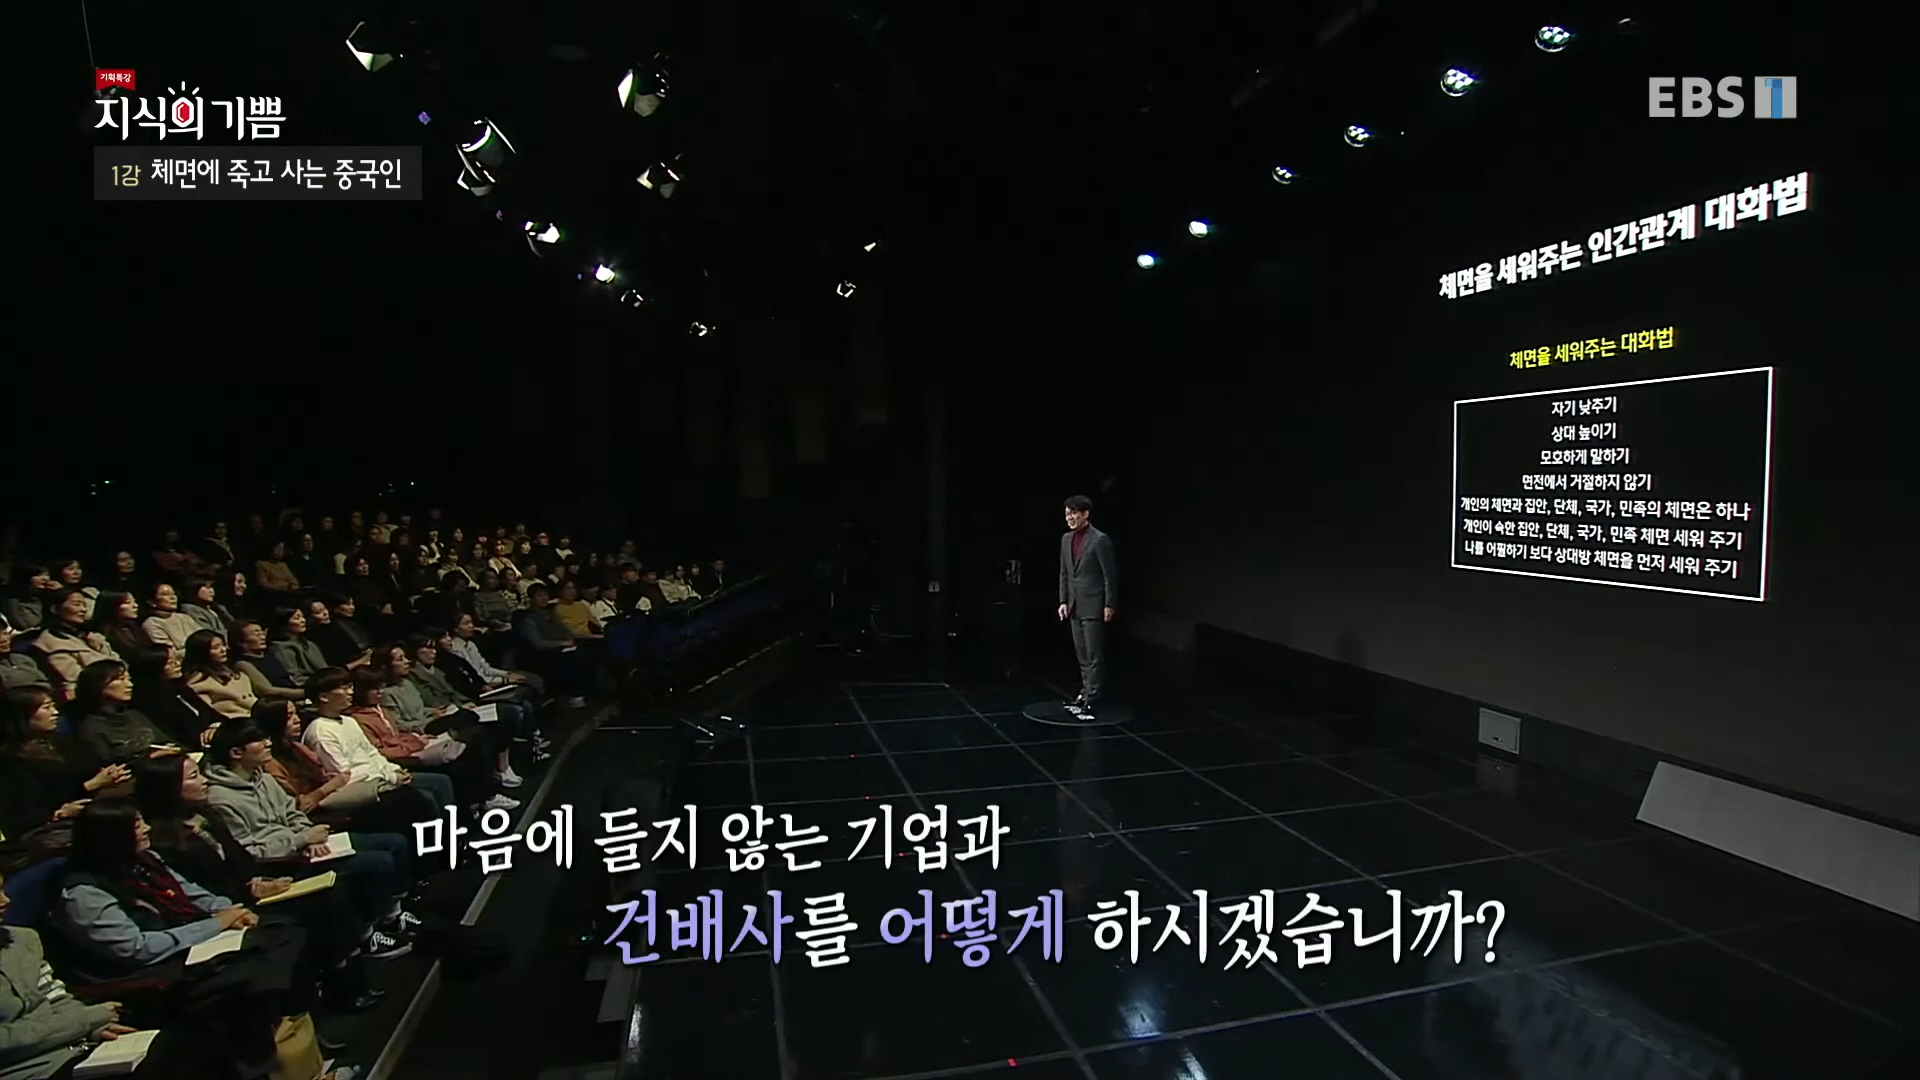 기획특강
지식의 기쁨
1강 체면에 죽고 사는 중국인
EBS 1
체면을 세워주는 인간관계 대화법
체면을 세워주는 대화법
자기 낮추기
상대 높이기
모호하게 말하기
면전에서 거절하지 않기
개인의 체면과 집안, 단체, 국가, 민족의 체면은 하나
개인이 속한 집안, 단체, 국가, 민족 체면 세워 주기
나를 어필하기 보다 상대방 체면을 먼저 세워 주기
마음에 들지 않는 기업과
건배사를 어떻게 하시겠습니까?